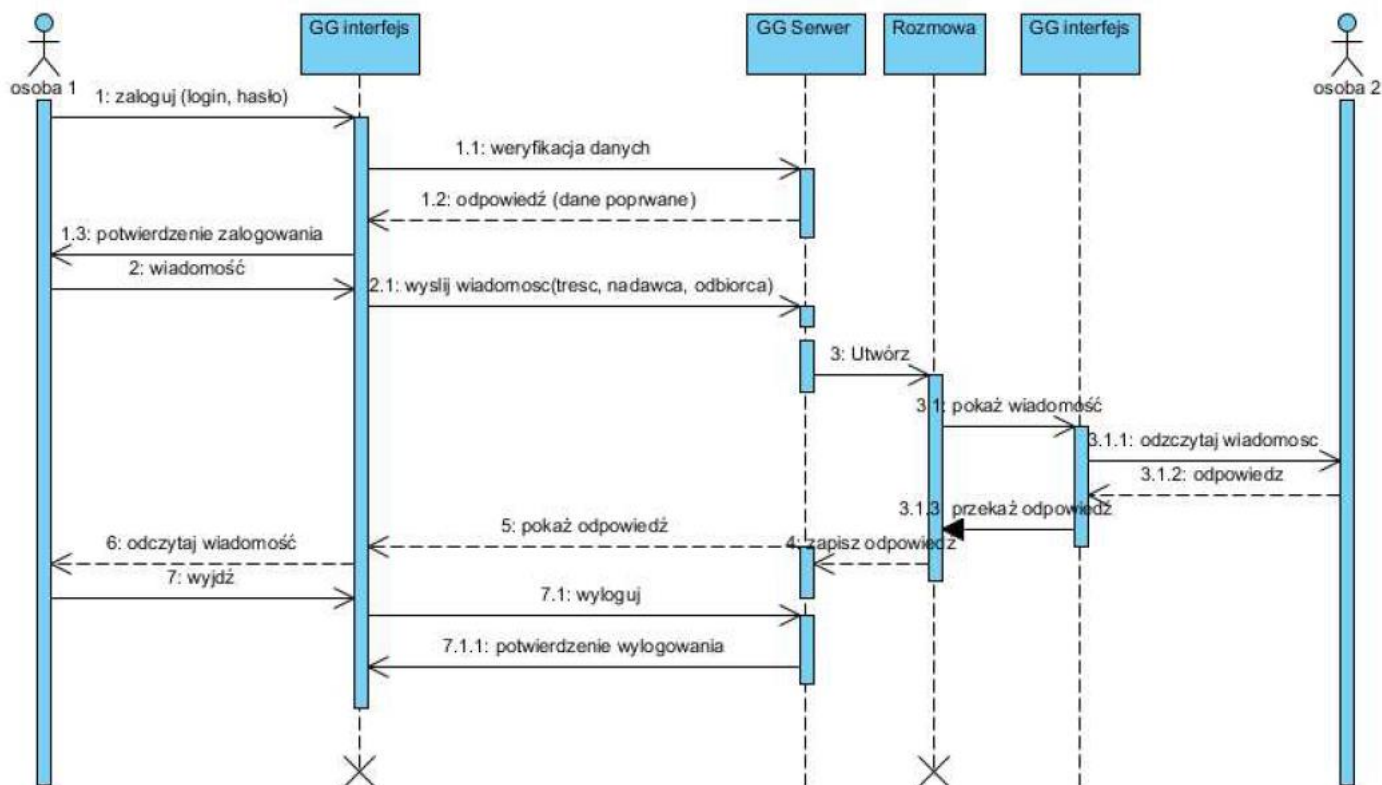 GG interfejs
GG Serwer
Rozmowa
GG interfejs
osoba 1
osoba 2
1: zaloguj (login, hasło)
1.1: weryfikacja danych
1.2: odpowiedź (dane poprwane)
1.3: potwierdzenie zalogowania
2: wiadomość
2.1: wyslij wiadomosc(tresc, nadawca, odbiorca)
3: Utwórz
3.1: pokaż wiadomość
3.1.1: odzczytaj wiadomosc
3.1.2: odpowiedz
3.1.3: przekaż odpowiedź
5: pokaż odpowiedź
4: zapisz odpowiedz
6: odczytaj wiadomość
7: wyjdź
7.1: wyloguj
7.1.1: potwierdzenie wylogowania